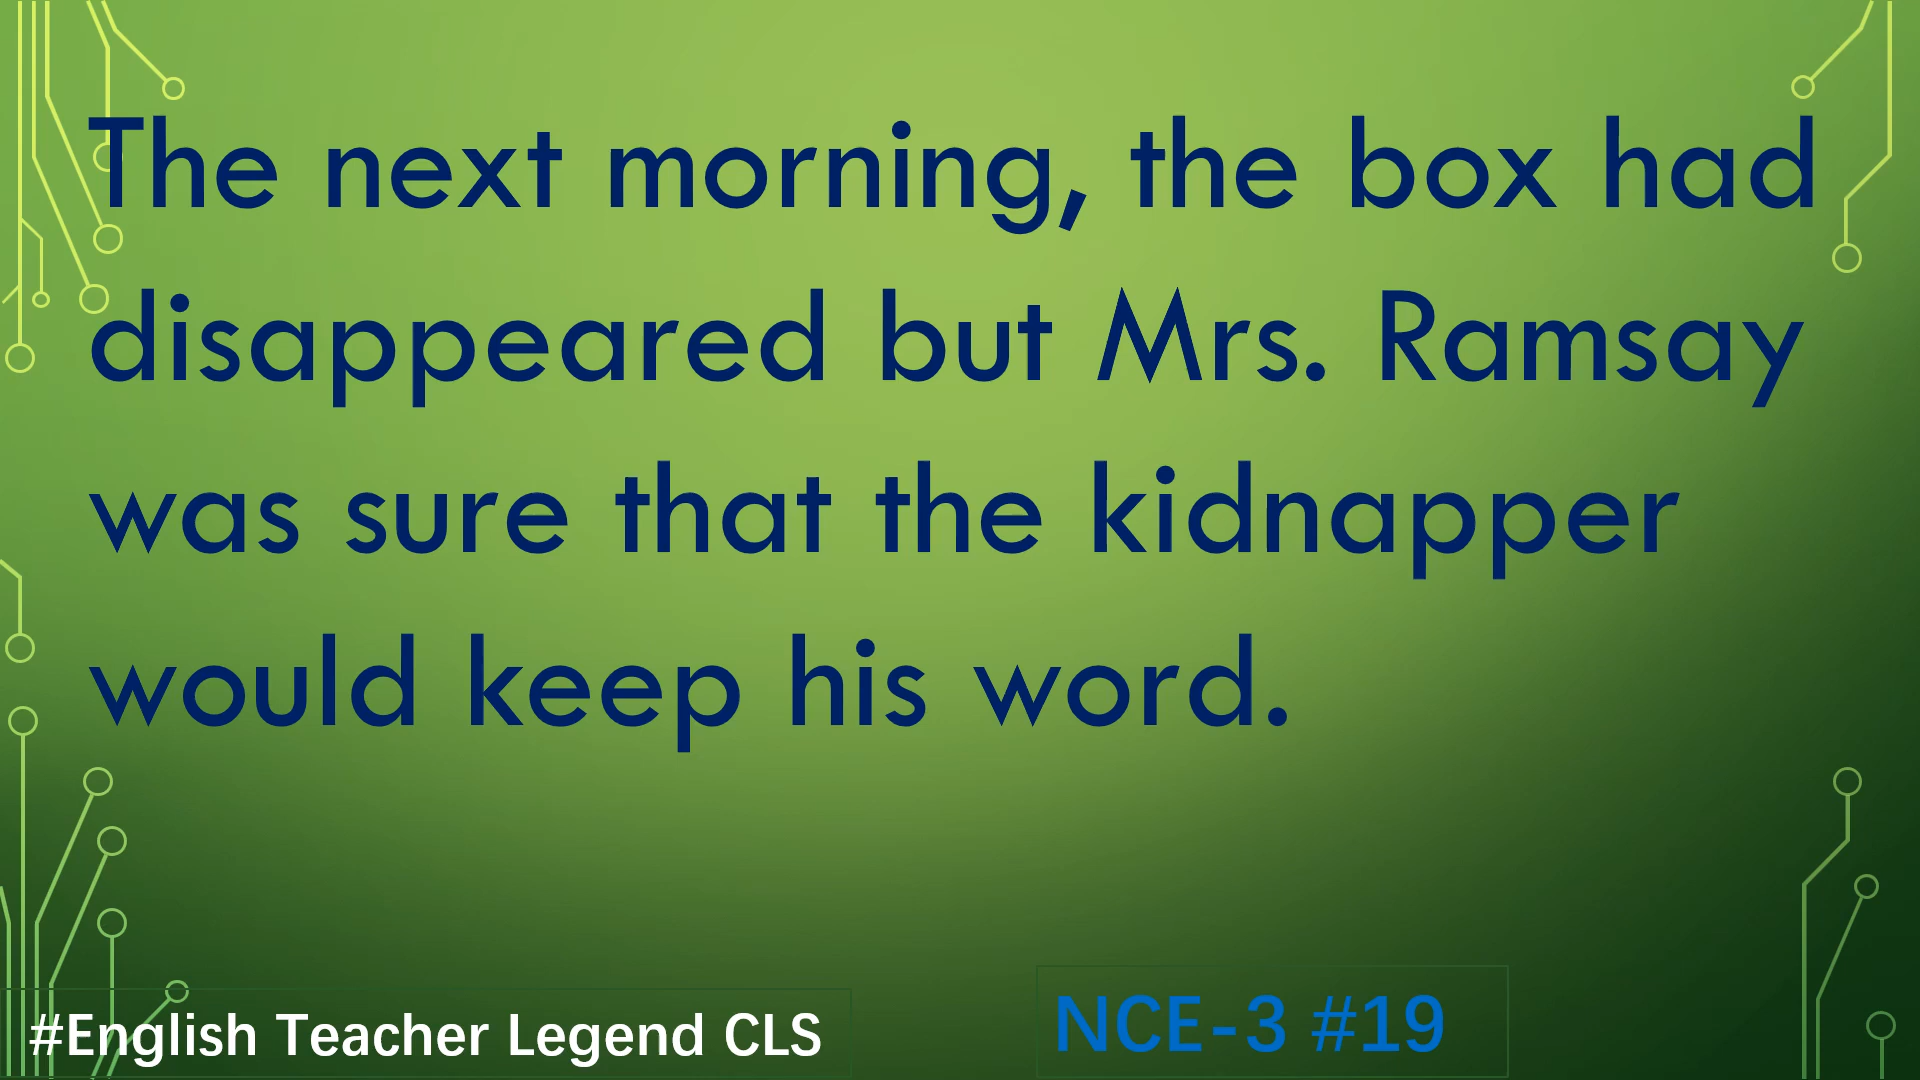 The next morning, the box had
disappeared but Mrs. Ramsay
was sure that the kidnapper
would keep his word.
#English Teacher Legend CLS
NCE-3 #19